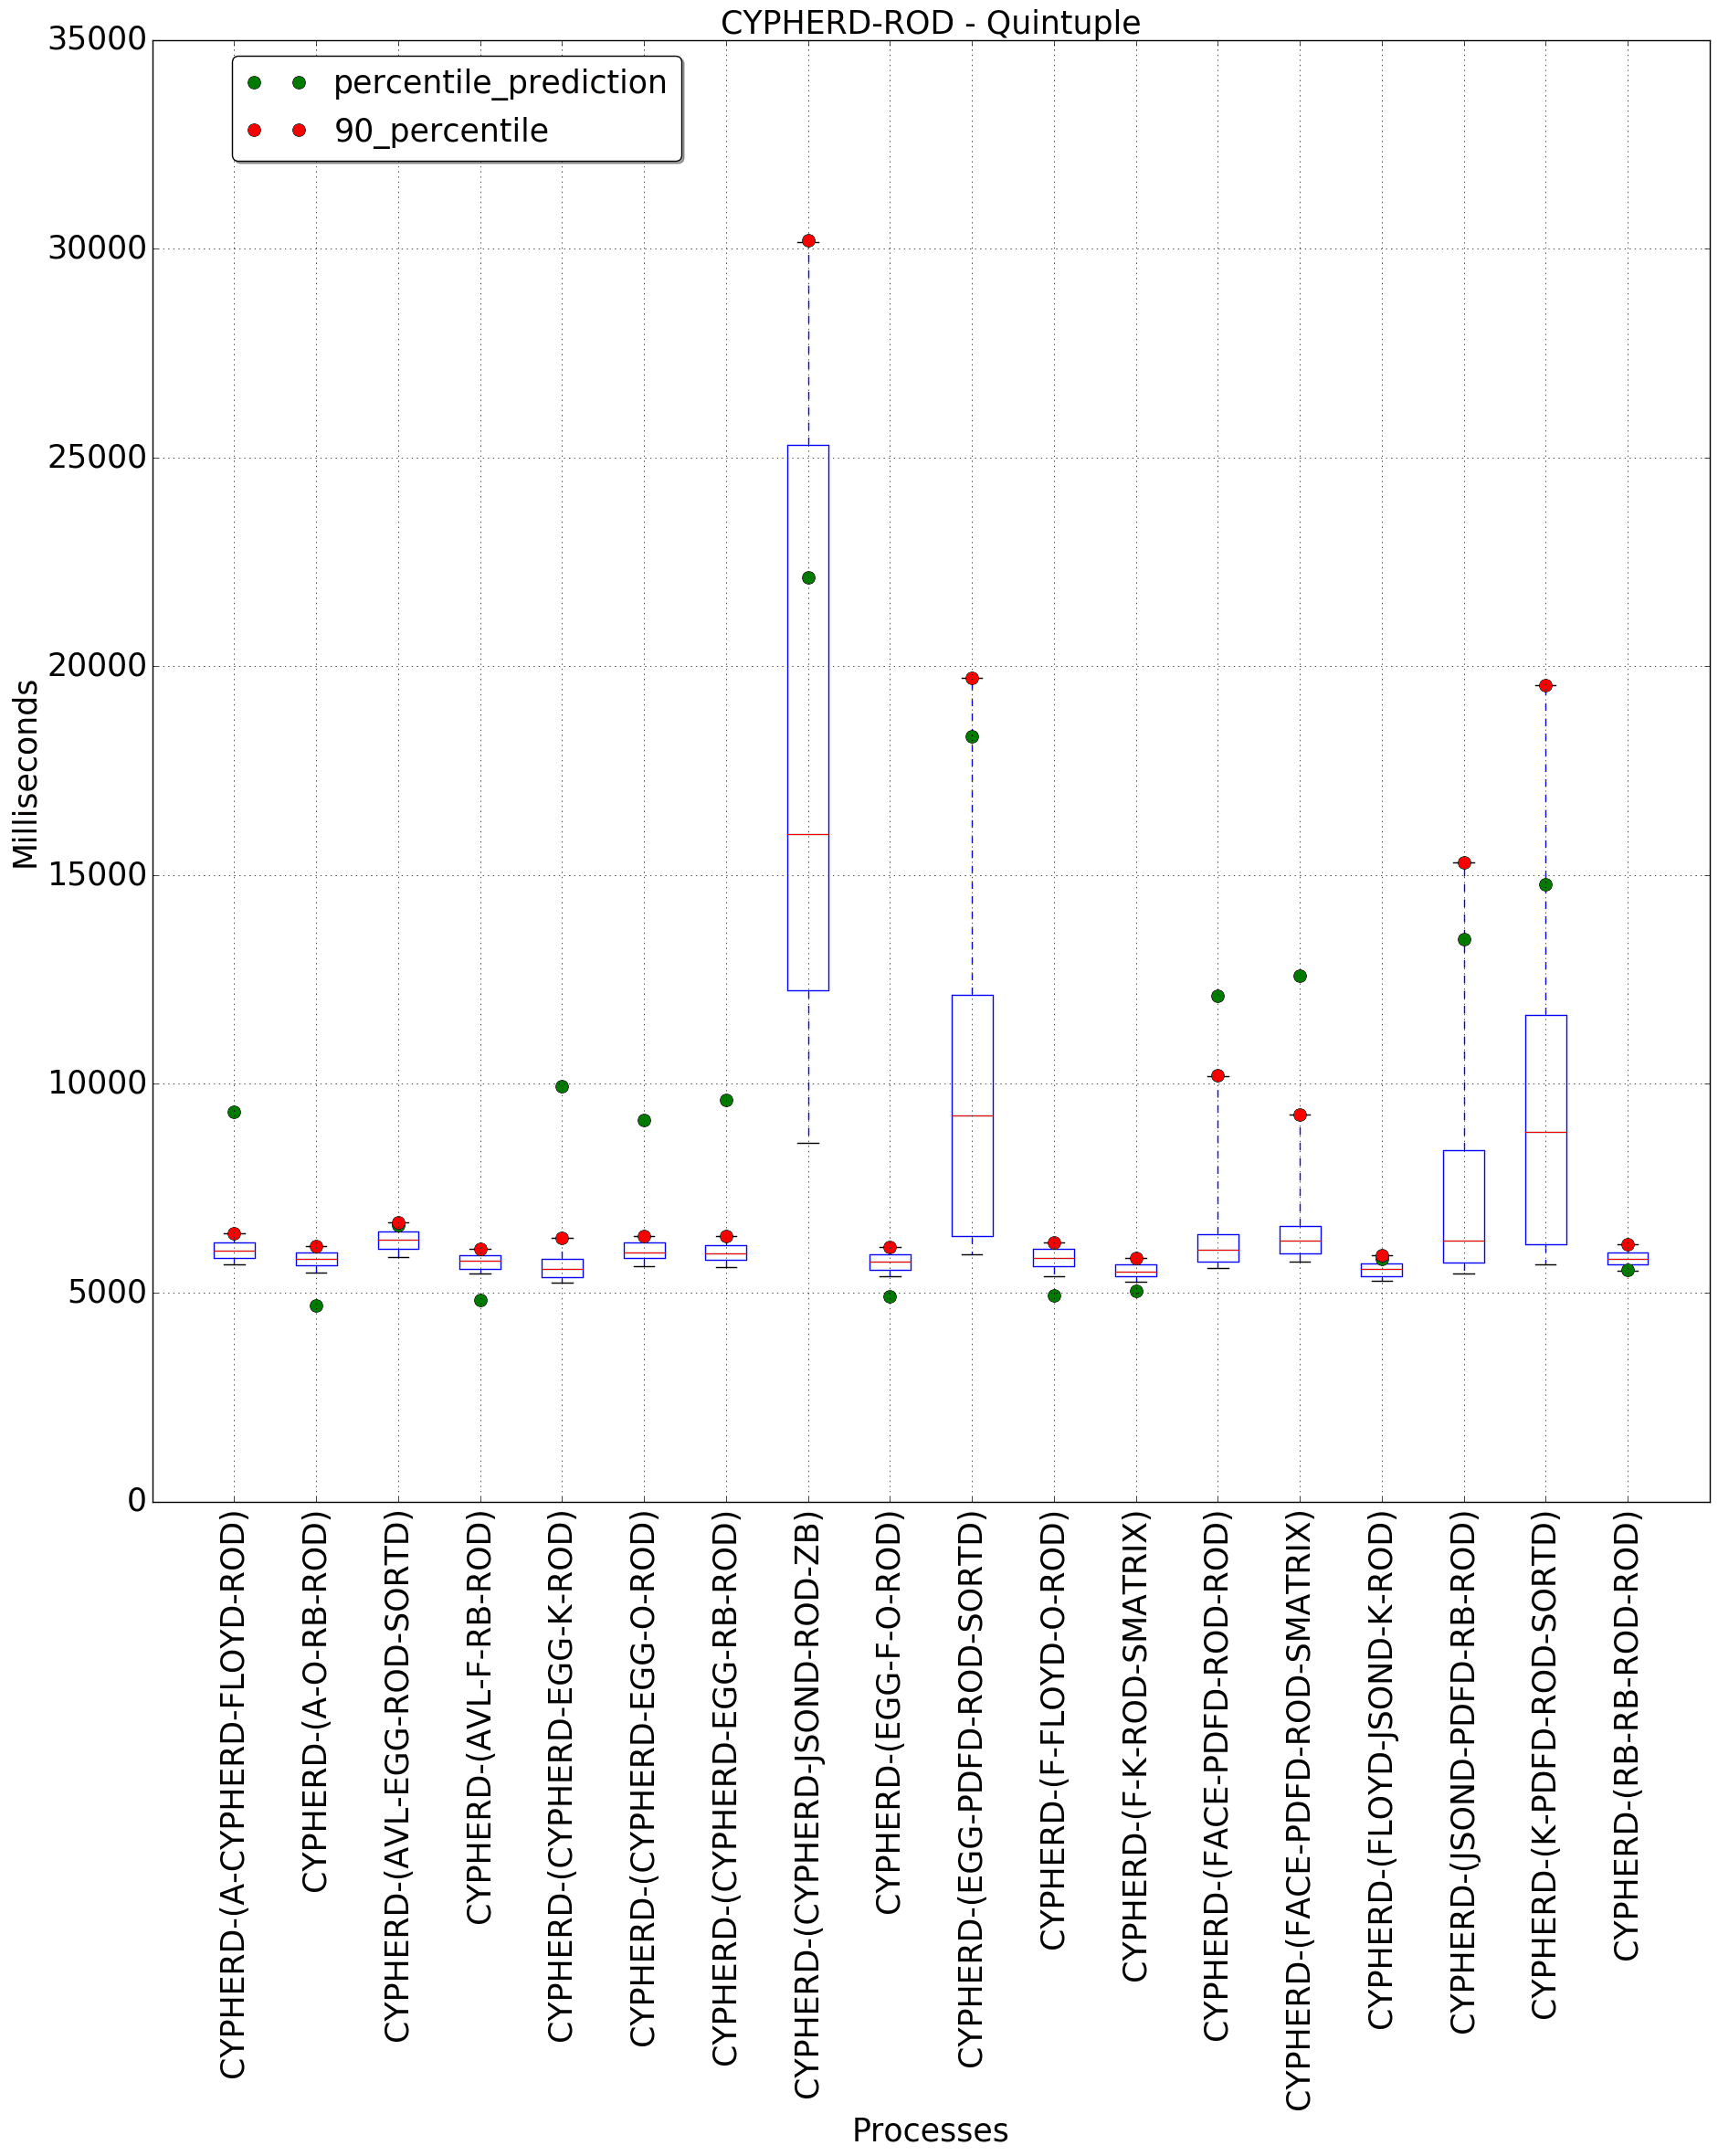 CYPHERD-ROD - Quintuple
percentile_prediction
90_percentile
35000
30000
25000
20000
15000
10000
5000
0
Milliseconds
CYPHERD-(A-CYPHERD-FLOYD-ROD)
CYPHERD-(A-O-RB-ROD)
CYPHERD-(AVL-EGG-ROD-SORTD)
CYPHERD-(AVL-F-RB-ROD)
CYPHERD-(CYPHERD-EGG-K-ROD)
CYPHERD-(CYPHERD-EGG-O-ROD)
CYPHERD-(CYPHERD-EGG-RB-ROD)
CYPHERD-(CYPHERD-JSOND-ROD-ZB)
CYPHERD-(EGG-F-O-ROD)
CYPHERD-(EGG-PDFD-ROD-SORTD)
CYPHERD-(F-FLOYD-O-ROD)
CYPHERD-(F-K-ROD-SMATRIX)
CYPHERD-(FACE-PDFD-ROD-ROD)
CYPHERD-(FACE-PDFD-ROD-SMATRIX)
CYPHERD-(FLOYD-JSOND-K-ROD)
CYPHERD-(JSOND-PDFD-RB-ROD)
CYPHERD-(K-PDFD-ROD-SORTD)
CYPHERD-(RB-RB-ROD-ROD)
Processes